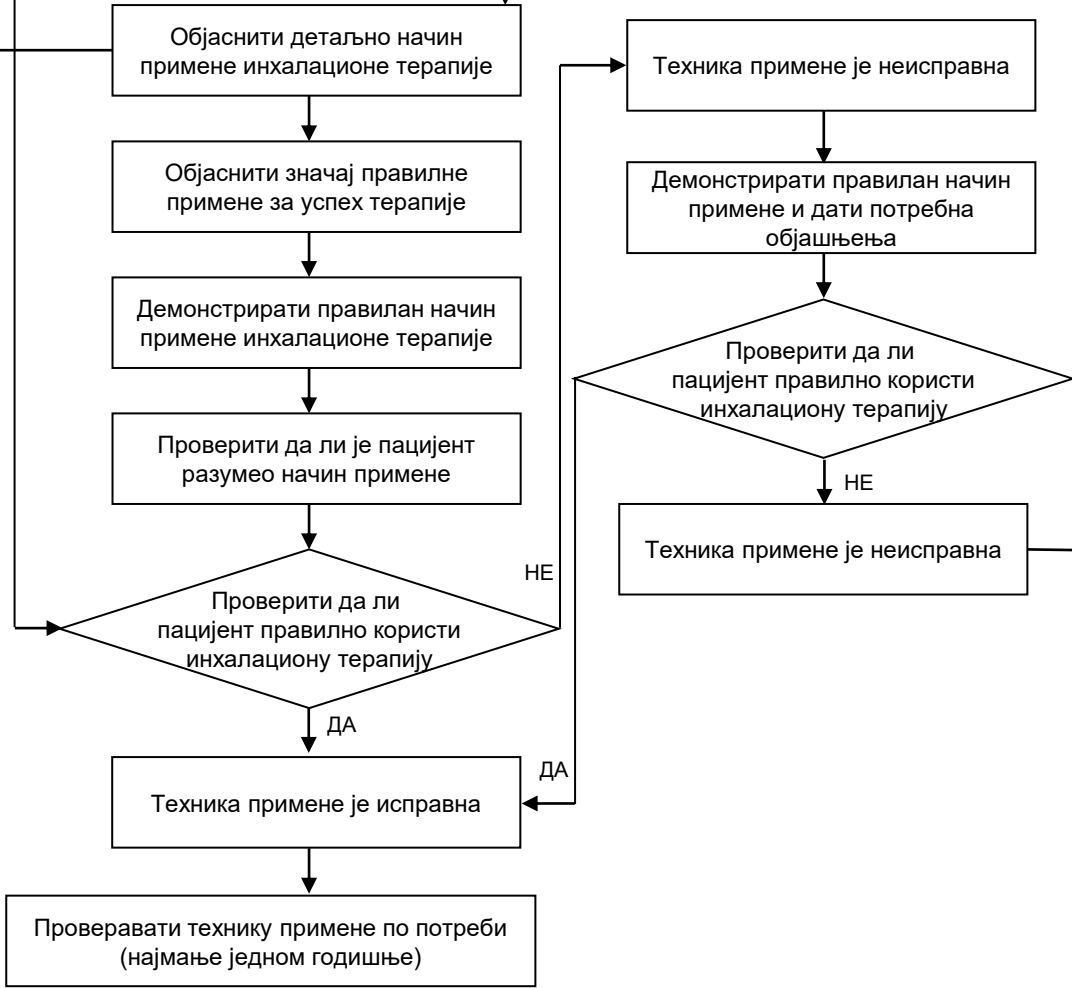 Објаснити детаљно начин
примене инхалационе терапије
Објаснити значај правилне
примене за успех терапије
Демонстрирати правилан начин
примене инхалационе терапије
Проверити да ли је пацијент
разумео начин примене
Проверити да ли
пацијент правилно користи
инхалациону терапију
НЕ
ДА
Техника примене је исправна
Проверавати технику примене по потреби
(најмање једном годишње)
Техника примене је неисправна
Демонстрирати правилан начин
примене и дати потребна
објашњења
Проверити да ли
пацијент правилно користи
инхалациону терапију
НЕ
ДА
Техника примене је неисправна